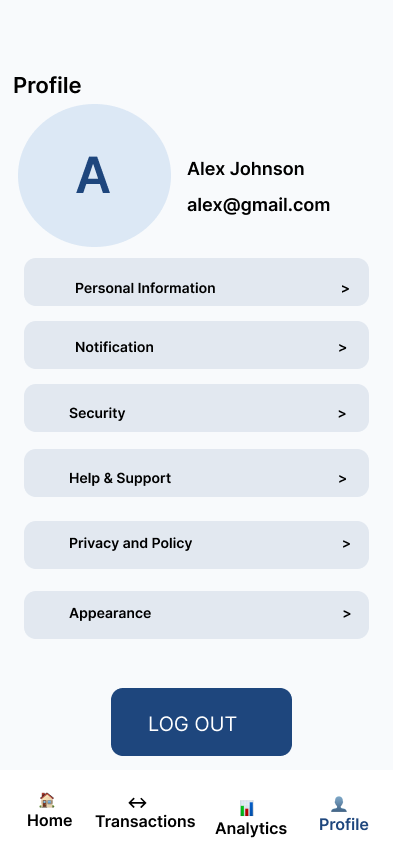 Profile
A
Alex Johnson
alex@gmail.com
Personal Information >
Notification >
Security >
Help & Support >
Privacy and Policy >
Appearance >
LOG OUT
Home Transactions Analytics Profile